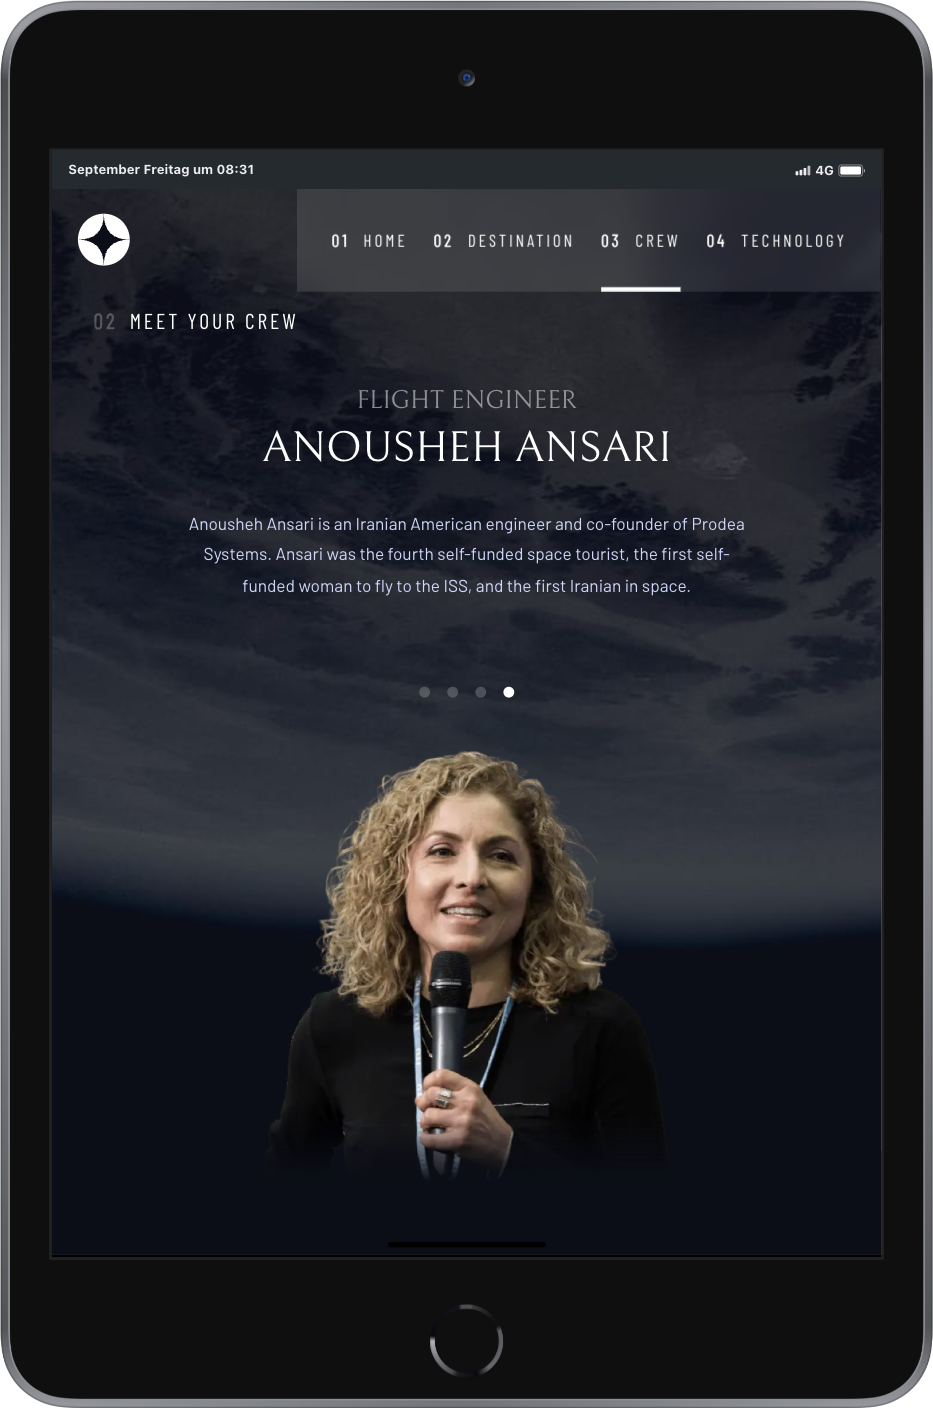 September Freitag um 08:31
4G
01 HOME 02 DESTINATION 03 CREW 04 TECHNOLOGY
02 MEET YOUR CREW
FLIGHT ENGINEER
ANOUSHEH ANSARI
Anousheh Ansari is an Iranian American engineer and co-founder of Prodea
Systems. Ansari was the fourth self-funded space tourist, the first self-
funded woman to fly to the ISS, and the first Iranian in space.